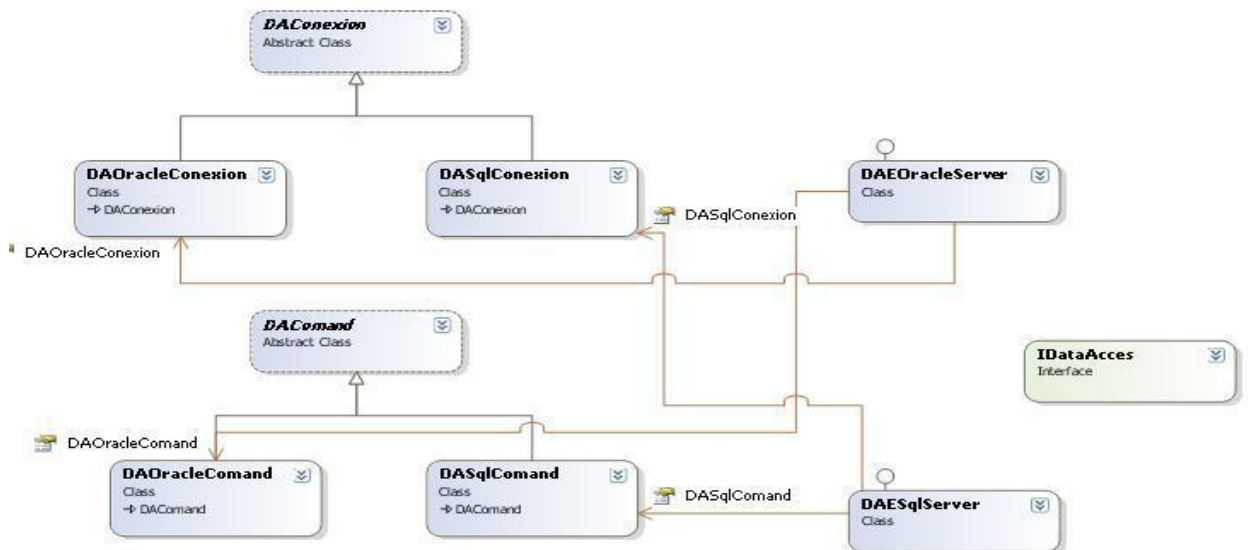 DAConexion
Abstract Class
DAOracleConexion
Class
DAConexion
DASqlConexion
Class
DAConexion
DAEOracleServer
Class
DASqlConexion
DAOracleConexion
DAComand
Abstract Class
IDataAcces
Interface
DAOracleComand
DAOracleComand
Class
DAComand
DASqlComand
Class
DAComand
DASqlComand
DAESqlServer
Class